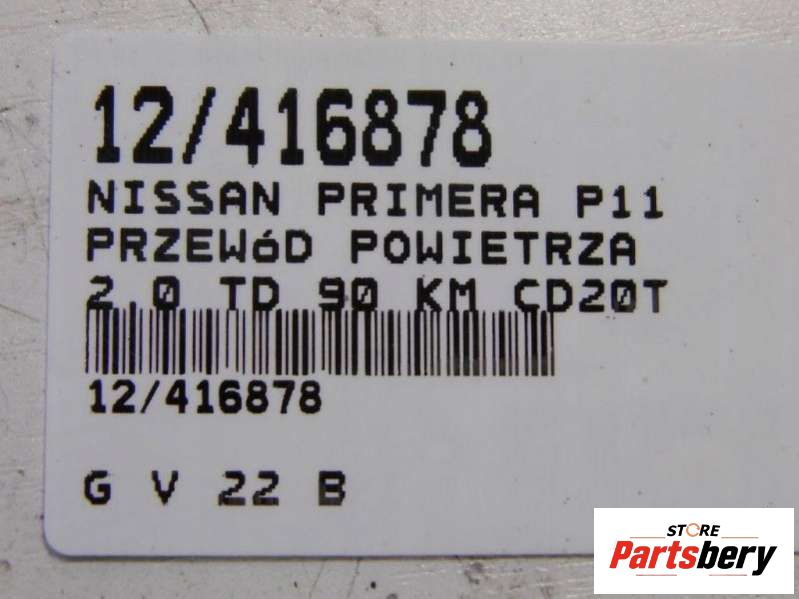 12/416878
NISSAN PRIMERA P11
PRZEWóD POWIETRZA
2.0 TD 90 KM CD20T
12/416878
G V 22 B
STORE
Partsbery